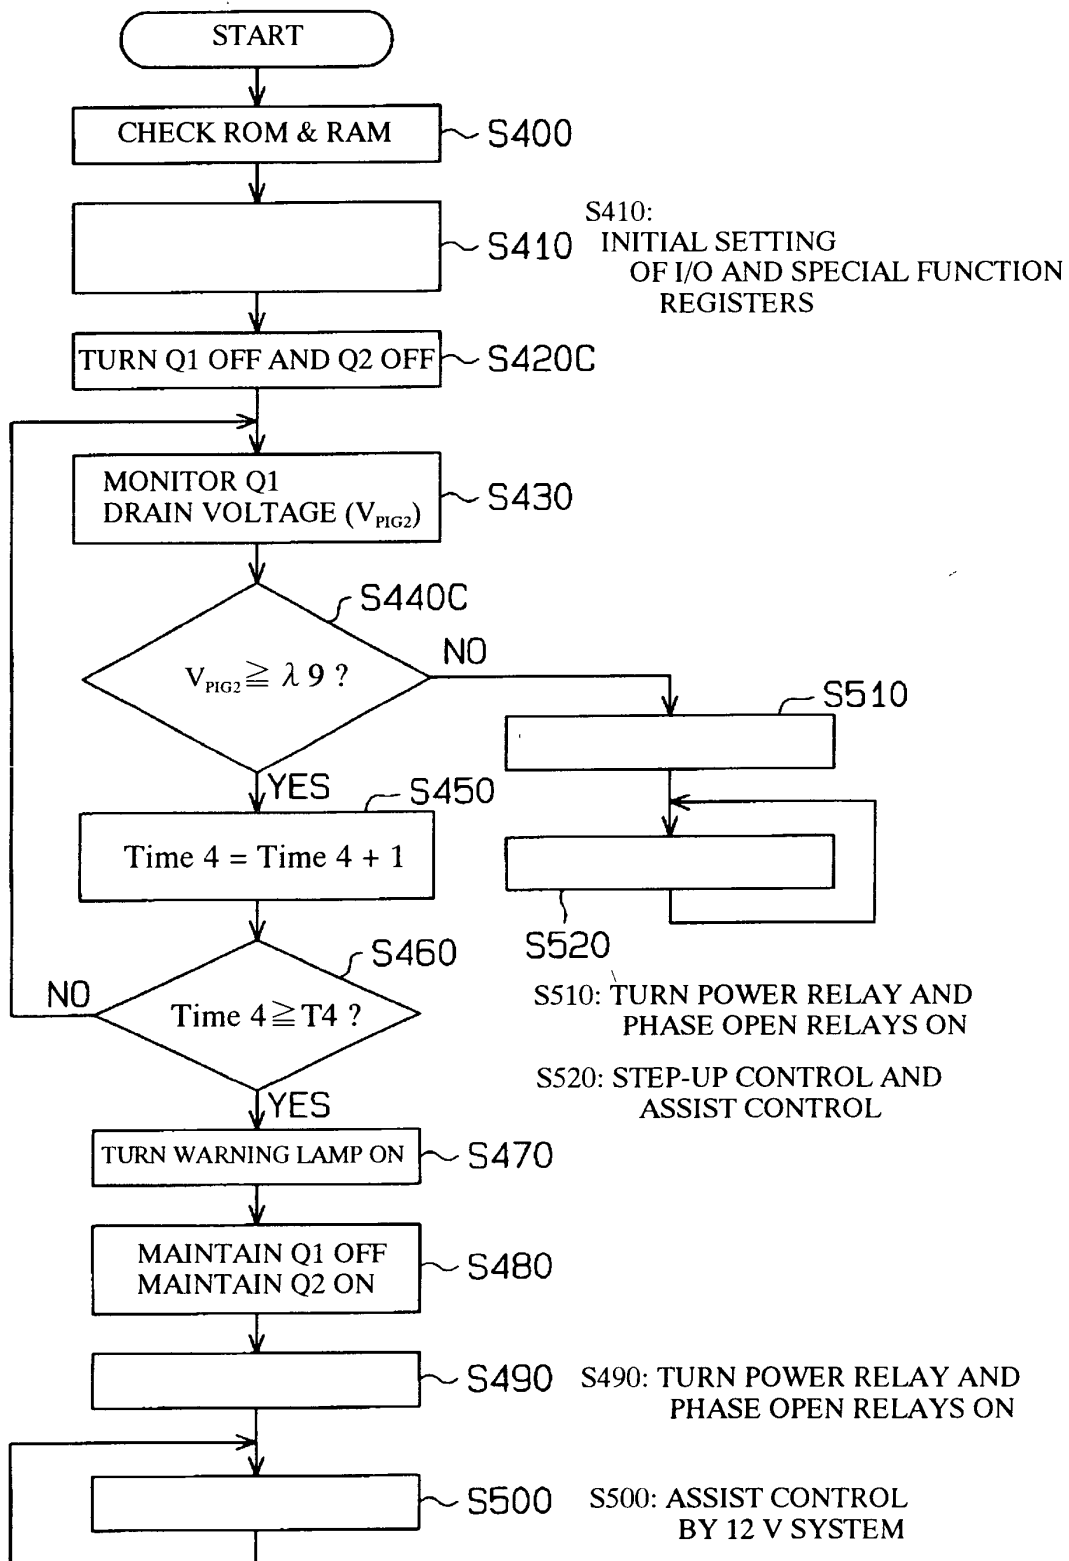 START
CHECK ROM & RAM
S400
S410
S410:
INITIAL SETTING
OF I/O AND SPECIAL FUNCTION
REGISTERS
TURN Q1 OFF AND Q2 OFF
S420C
MONITOR Q1
DRAIN VOLTAGE (VPIG2)
S430
S440C
VPIG2 ≧ λ 9 ?
NO
YES
S450
Time 4 = Time 4 + 1
S510
S520
S510: TURN POWER RELAY AND
PHASE OPEN RELAYS ON
S520: STEP-UP CONTROL AND
ASSIST CONTROL
S460
NO
Time 4 ≧ T4 ?
YES
TURN WARNING LAMP ON
S470
MAINTAIN Q1 OFF
MAINTAIN Q2 ON
S480
S490
S490: TURN POWER RELAY AND
PHASE OPEN RELAYS ON
S500
S500: ASSIST CONTROL
BY 12 V SYSTEM